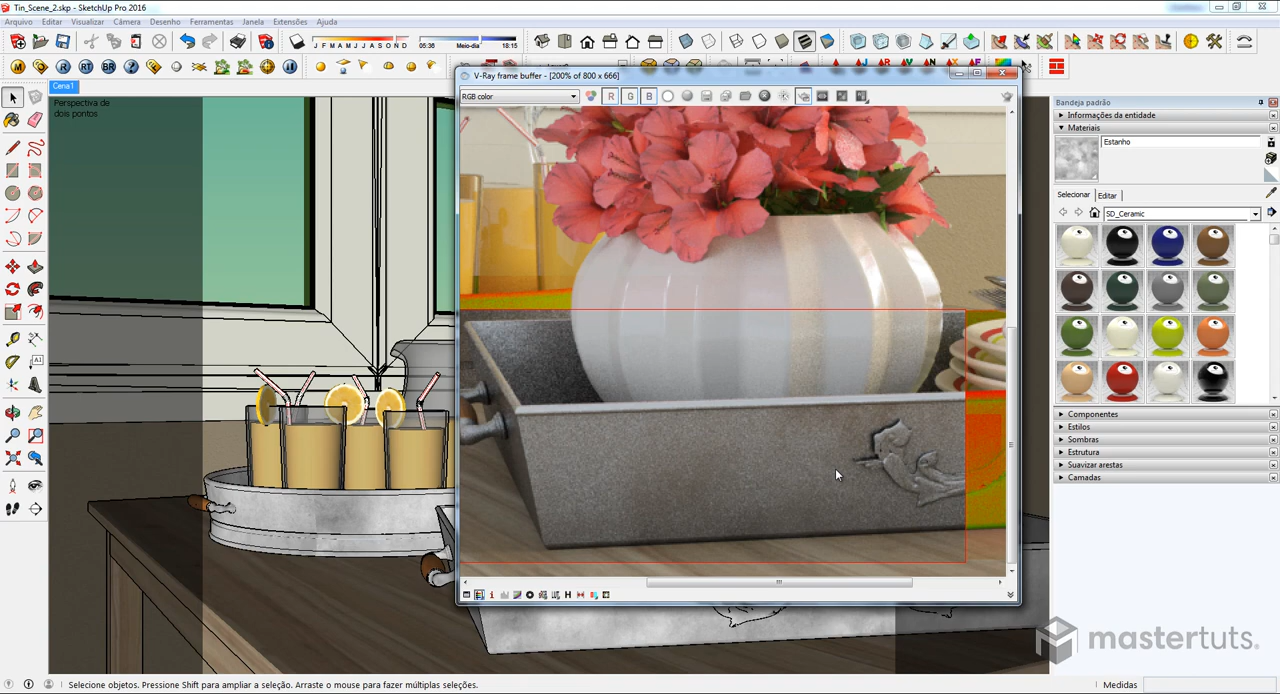 Tin_Scene_2.skp - SketchUp Pro 2016
Arquivo Editar Visualizar Câmera Desenho Ferramentas Janela Extensões Ajuda
J F M A M J J A S O N D 05:36 Meio-dia 18:15
Cena1
Perspectiva de
dois pontos
V-Ray frame buffer - [200% of 800 x 666]
RGB color
R G B
Bandeja padrão
Informações da entidade
Materiais
Estanho
Selecionar Editar
SD_Ceramic
Componentes
Estilos
Sombras
Estrutura
Suavizar arestas
Camadas
mastertuts.
Selecione objetos. Pressione Shift para ampliar a seleção. Arraste o mouse para fazer múltiplas seleções.
Medidas